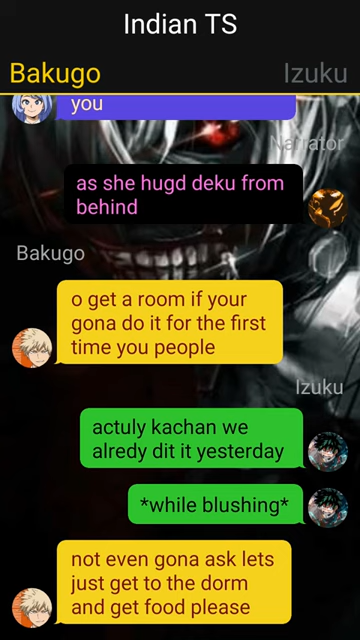 Indian TS
Bakugo
Izuku
you
Narrator
as she hugd deku from
behind
Bakugo
o get a room if your
gona do it for the first
time you people
Izuku
actuly kachan we
alredy dit it yesterday
*while blushing*
not even gona ask lets
just get to the dorm
and get food please